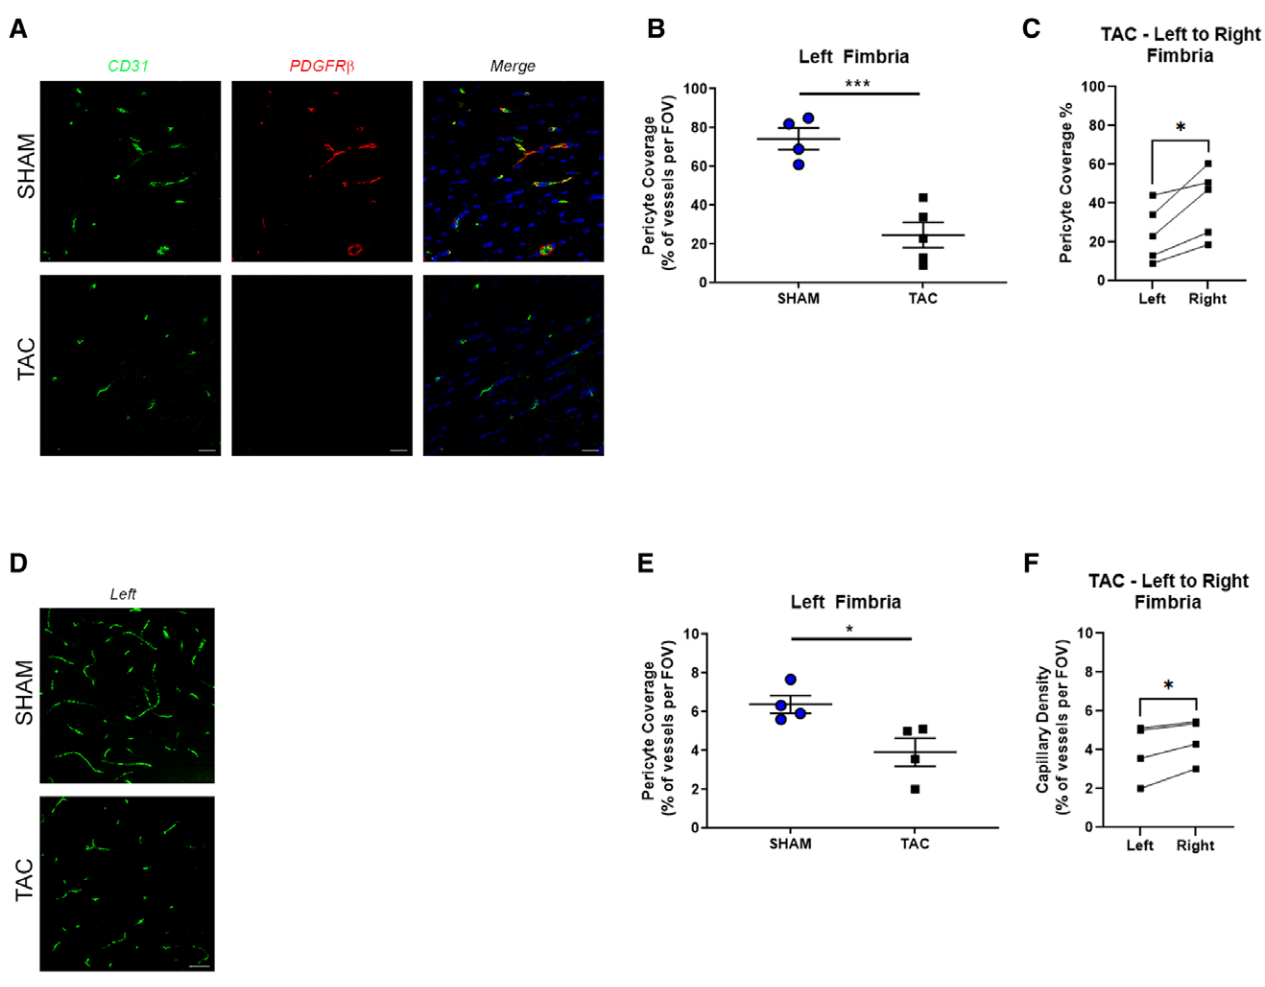 A
CD31
PDGFRβ
Merge
SHAM
TAC
B
Left Fimbria
***
Pericyte Coverage
(% of vessels per FOV)
100
80
60
40
20
0
SHAM
TAC
C
TAC - Left to Right
Fimbria
*
Pericyte Coverage %
100
80
60
40
20
0
Left
Right
D
Left
SHAM
TAC
E
Left Fimbria
*
Pericyte Coverage
(% of vessels per FOV)
10
8
6
4
2
0
SHAM
TAC
F
TAC - Left to Right
Fimbria
*
Capillary Density
(% of vessels per FOV)
10
8
6
4
2
0
Left
Right